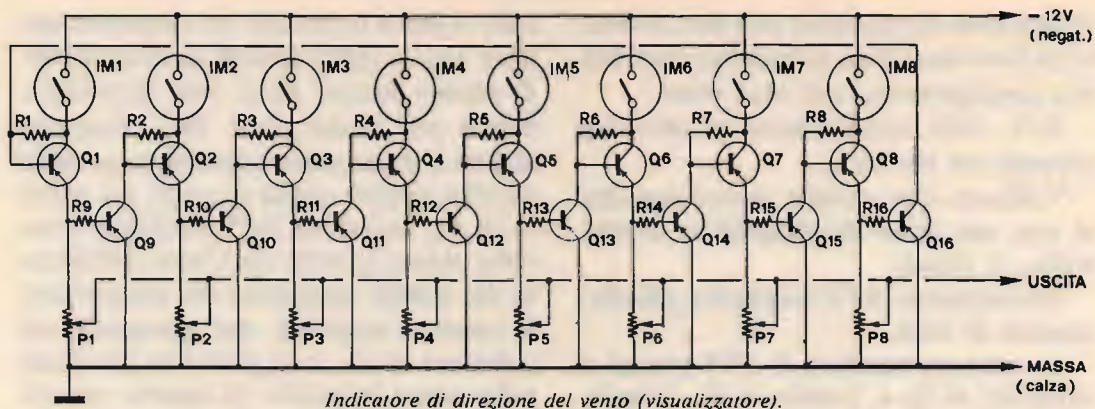 – 12V
(negat.)
IM1 IM2 IM3 IM4 IM5 IM6 IM7 IM8
R1 R2 R3 R4 R5 R6 R7 R8
Q1 Q2 Q3 Q4 Q5 Q6 Q7 Q8
R9 R10 R11 R12 R13 R14 R15 R16
Q9 Q10 Q11 Q12 Q13 Q14 Q15 Q16
USCITA
P1 P2 P3 P4 P5 P6 P7 P8
MASSA
(calza)
Indicatore di direzione del vento (visualizzatore).